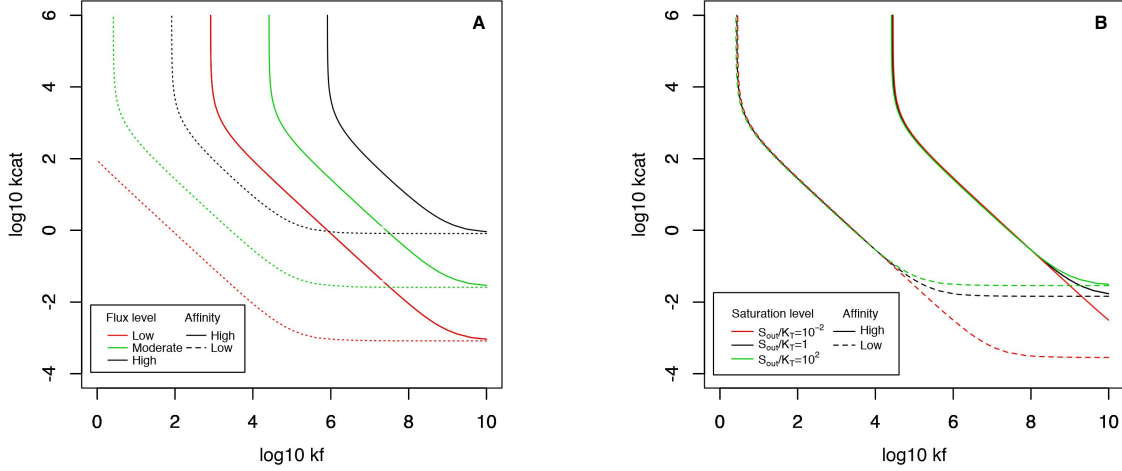 A
log10 kcat
6
4
2
0
-2
-4
Flux level Affinity
Low High
Moderate Low
High
0 2 4 6 8 10
log10 kf
B
log10 kcat
6
4
2
0
-2
-4
Saturation level Affinity
S_out/K_T=10^-2 High
S_out/K_T=1 Low
S_out/K_T=10^2
0 2 4 6 8 10
log10 kf